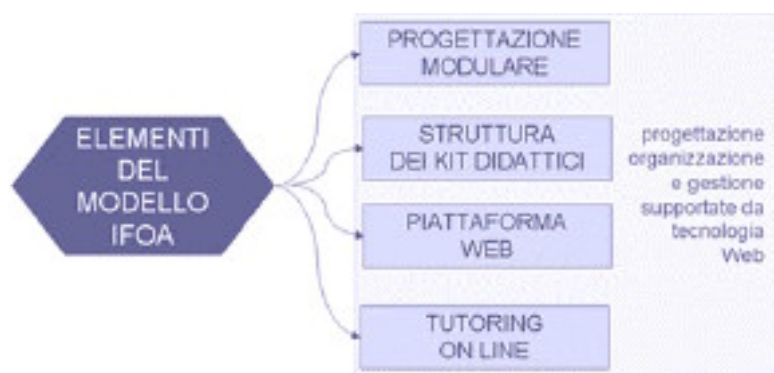 ELEMENTI
DEL
MODELLO
IFOA
PROGETTAZIONE
MODULARE
STRUTTURA
DEI KIT DIDATTICI
PIATTAFORMA
WEB
TUTORING
ON LINE
progettazione
organizzazione
e gestione
supportate da
tecnologia
Web